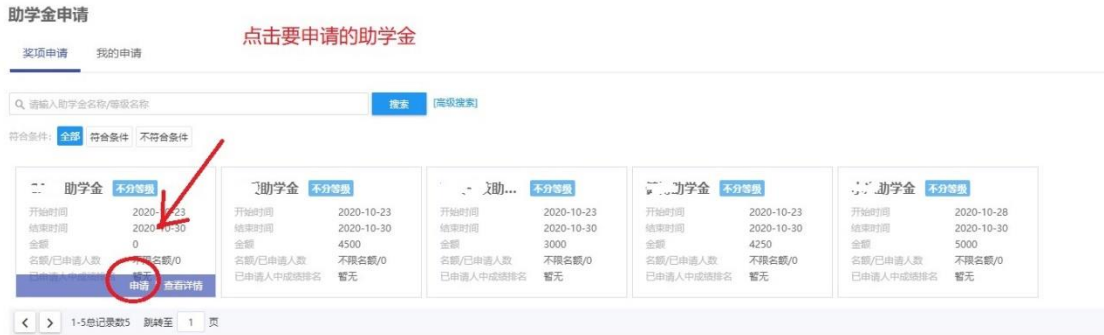 助学金申请
点击要申请的助学金
奖项申请 我的申请
请输入助学金名称/等级名称 搜索 [高级搜索]
符合条件: 全部 符合条件 不符合条件
助学金 不分等级
开始时间 2020-10-23
结束时间 2020-10-30
金额 0
名额/已申请人数 不限名额/0
已申请人中成绩排名 暂无
申请 查看详情
助学金 不分等级
开始时间 2020-10-23
结束时间 2020-10-30
金额 4500
名额/已申请人数 不限名额/0
已申请人中成绩排名 暂无
助... 不分等级
开始时间 2020-10-23
结束时间 2020-10-30
金额 3000
名额/已申请人数 不限名额/0
已申请人中成绩排名 暂无
助学金 不分等级
开始时间 2020-10-23
结束时间 2020-10-30
金额 4250
名额/已申请人数 不限名额/0
已申请人中成绩排名 暂无
助学金 不分等级
开始时间 2020-10-28
结束时间 2020-10-30
金额 5000
名额/已申请人数 不限名额/0
已申请人中成绩排名 暂无
< > 1-5总记录数5 跳转至 1 页